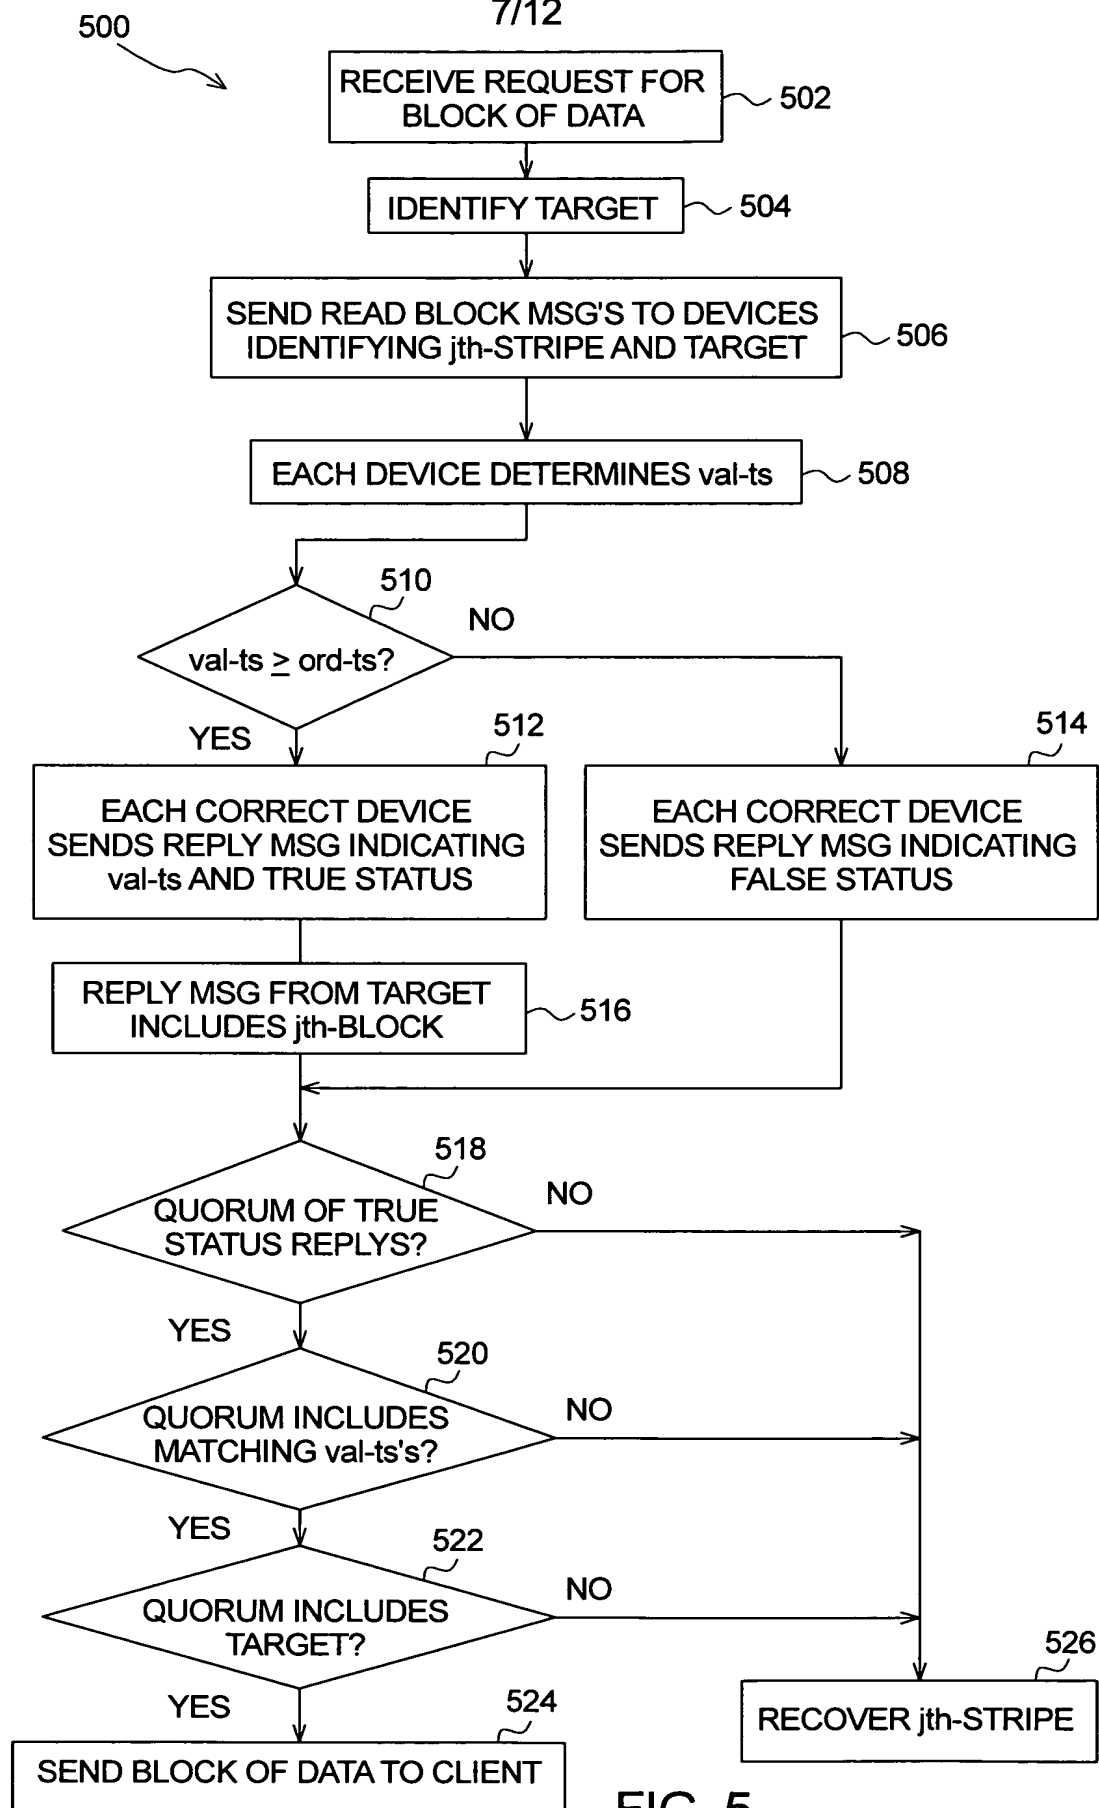 7/12
500
RECEIVE REQUEST FOR
BLOCK OF DATA
502
IDENTIFY TARGET
504
SEND READ BLOCK MSG'S TO DEVICES
IDENTIFYING jth-STRIPE AND TARGET
506
EACH DEVICE DETERMINES val-ts
508
510
val-ts ≥ ord-ts?
NO
YES
512
EACH CORRECT DEVICE
SENDS REPLY MSG INDICATING
val-ts AND TRUE STATUS
514
EACH CORRECT DEVICE
SENDS REPLY MSG INDICATING
FALSE STATUS
REPLY MSG FROM TARGET
INCLUDES jth-BLOCK
516
518
QUORUM OF TRUE
STATUS REPLYS?
NO
YES
520
QUORUM INCLUDES
MATCHING val-ts's?
NO
YES
522
QUORUM INCLUDES
TARGET?
NO
YES
524
SEND BLOCK OF DATA TO CLIENT
526
RECOVER jth-STRIPE
FIG. 5